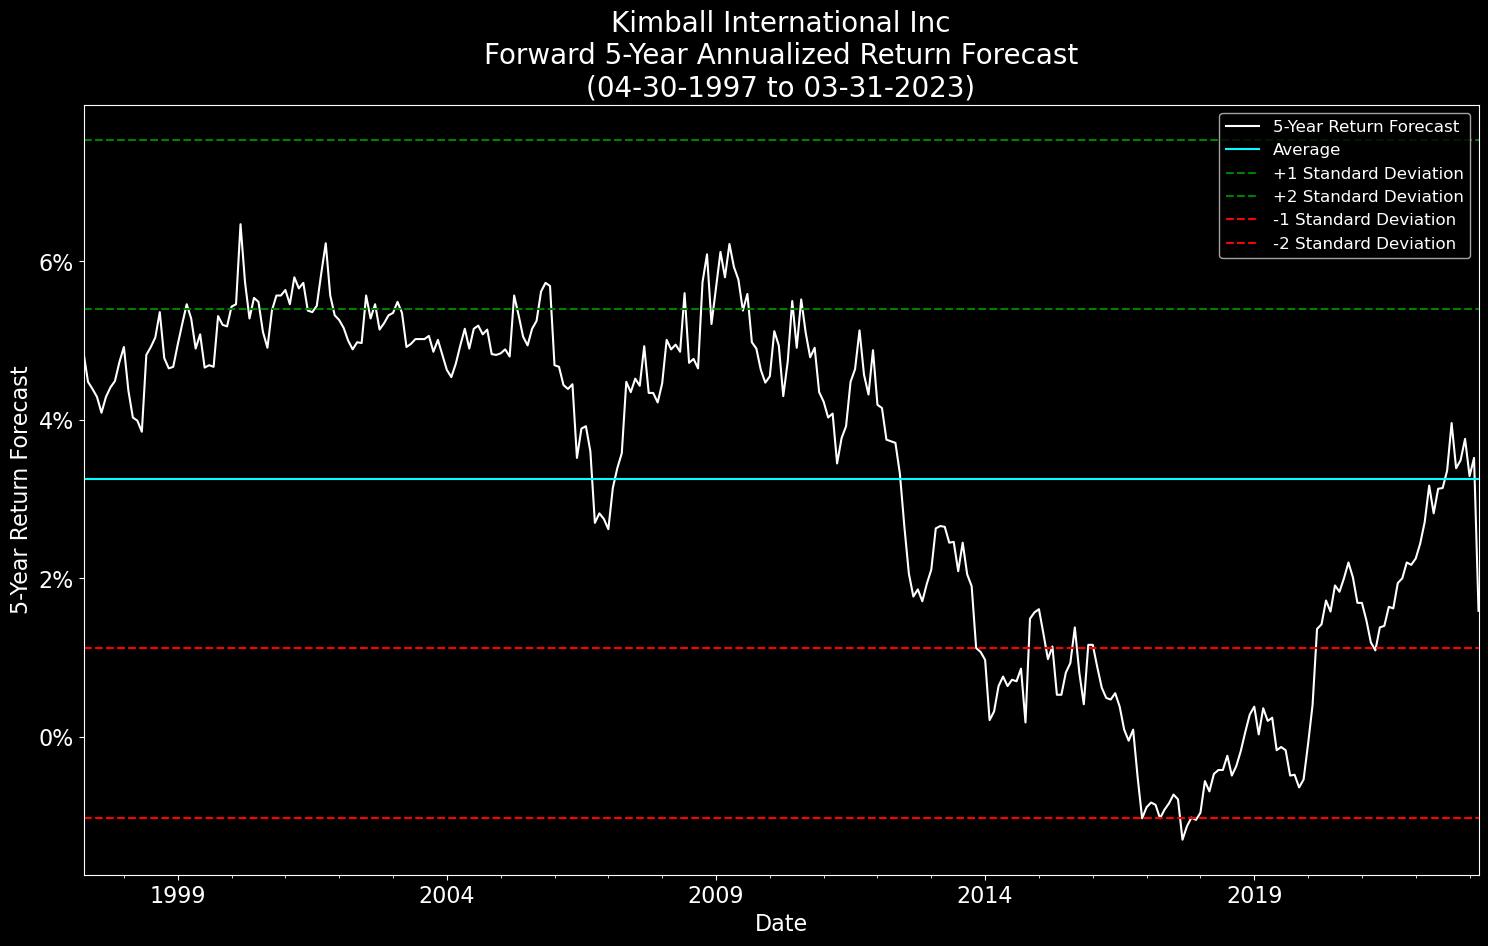 Kimball International Inc
Forward 5-Year Annualized Return Forecast
(04-30-1997 to 03-31-2023)
5-Year Return Forecast
Average
+1 Standard Deviation
+2 Standard Deviation
-1 Standard Deviation
-2 Standard Deviation
5-Year Return Forecast
6%
4%
2%
0%
1999
2004
2009
2014
2019
Date